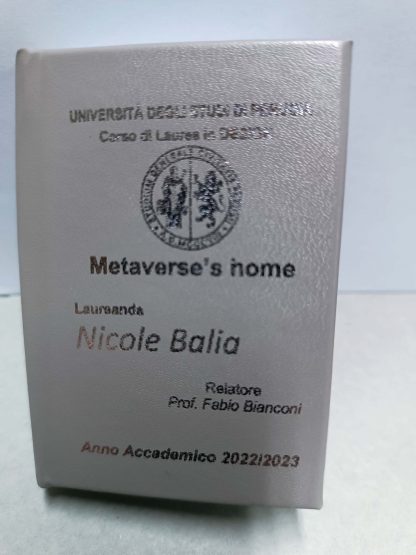 UNIVERSITÀ DEGLI STUDI DI PERUGIA
Corso di Laurea in DESIGN
Metaverse's home
Laureanda
Nicole Balia
Relatore
Prof. Fabio Bianconi
Anno Accademico 2022/2023